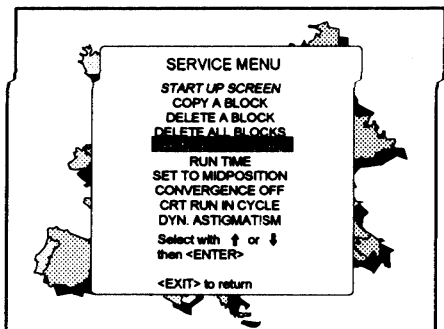 SERVICE MENU
START UP SCREEN
COPY A BLOCK
DELETE A BLOCK
DELETE ALL BLOCKS
RUN TIME
SET TO MIDPOSITION
CONVERGENCE OFF
CRT RUN IN CYCLE
DYN. ASTIGMATISM
Select with ↑ or ↓
then <ENTER>
<EXIT> to return